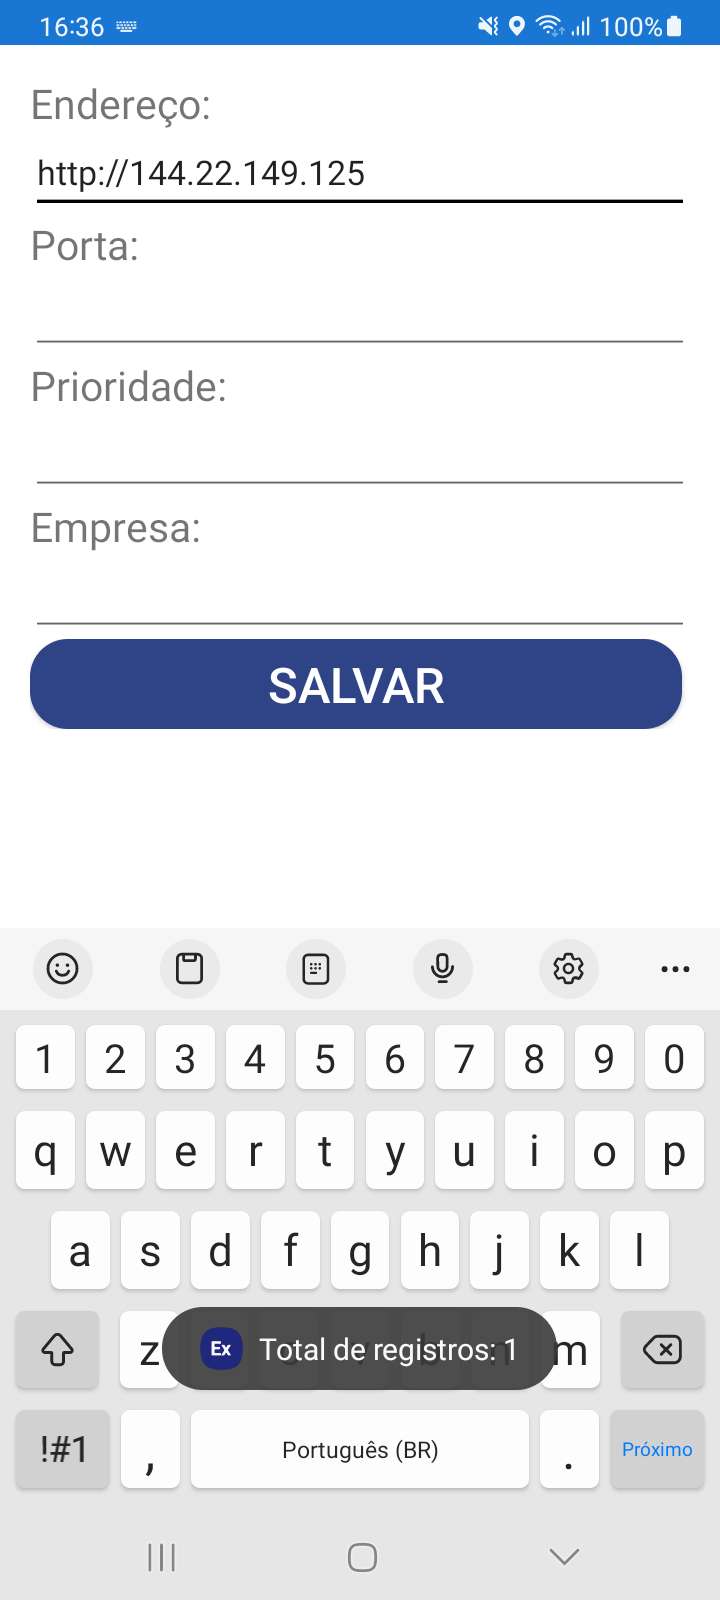 16:36 100%
Endereço:
http://144.22.149.125
Porta:
Prioridade:
Empresa:
SALVAR
1 2 3 4 5 6 7 8 9 0
q w e r t y u i o p
a s d f g h j k l
z m
Ex Total de registros: 1
!#1 , Português (BR) . Próximo